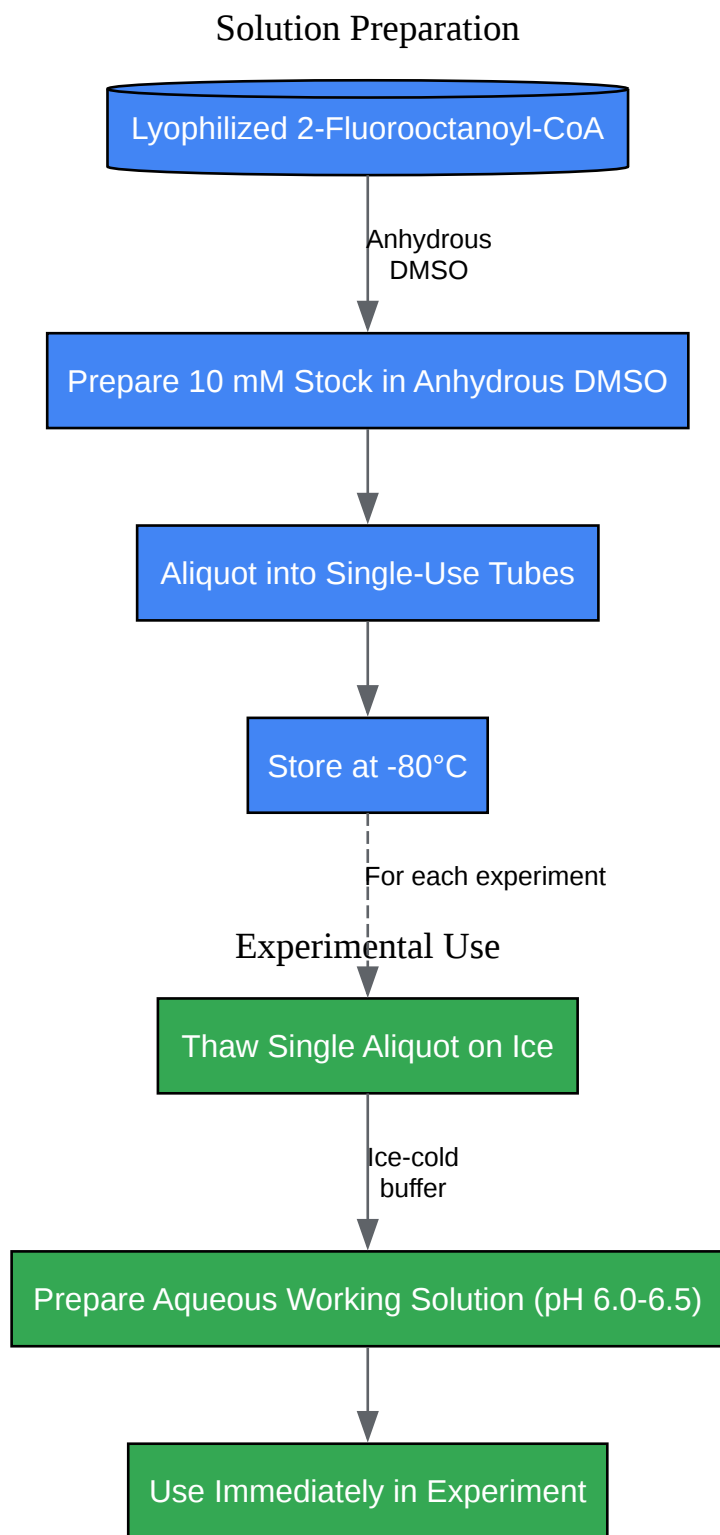 Solution Preparation
Lyophilized 2-Fluorooctanoyl-CoA
Anhydrous
DMSO
Prepare 10 mM Stock in Anhydrous DMSO
Aliquot into Single-Use Tubes
Store at -80°C
For each experiment
Experimental Use
Thaw Single Aliquot on Ice
Ice-cold
buffer
Prepare Aqueous Working Solution (pH 6.0-6.5)
Use Immediately in Experiment